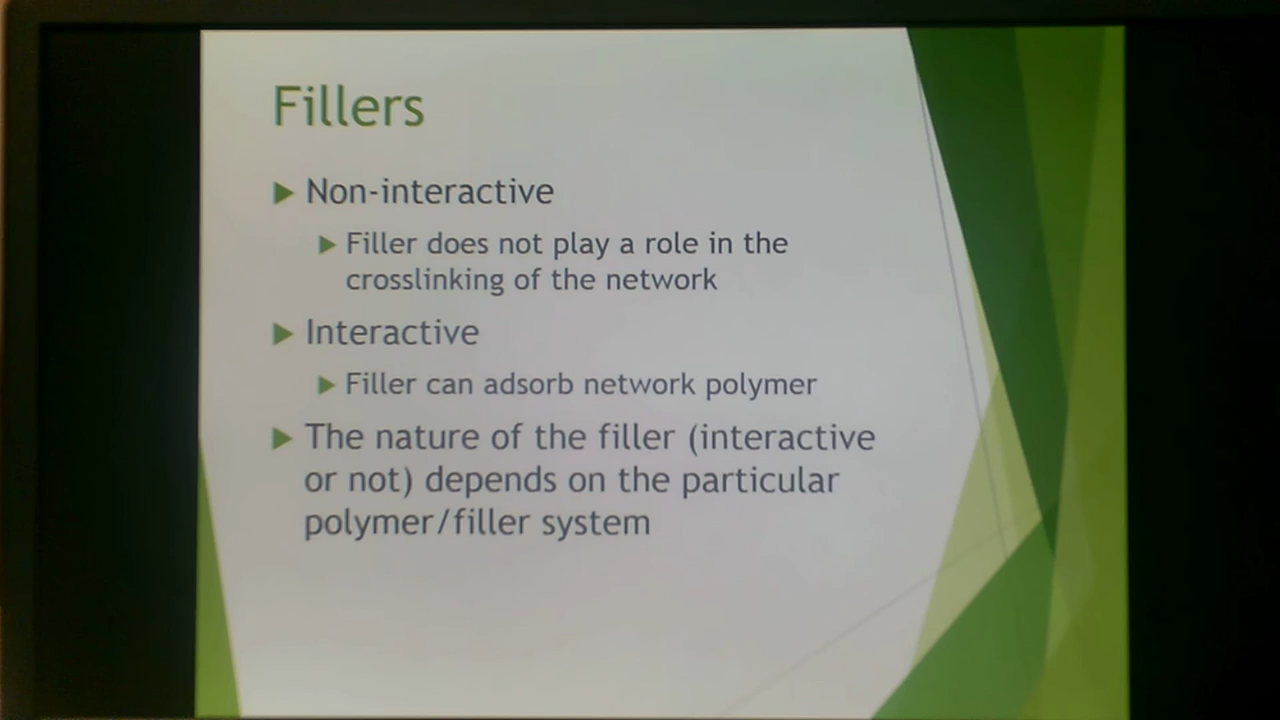 Fillers
Non-interactive
Filler does not play a role in the
crosslinking of the network
Interactive
Filler can adsorb network polymer
The nature of the filler (interactive
or not) depends on the particular
polymer/filler system